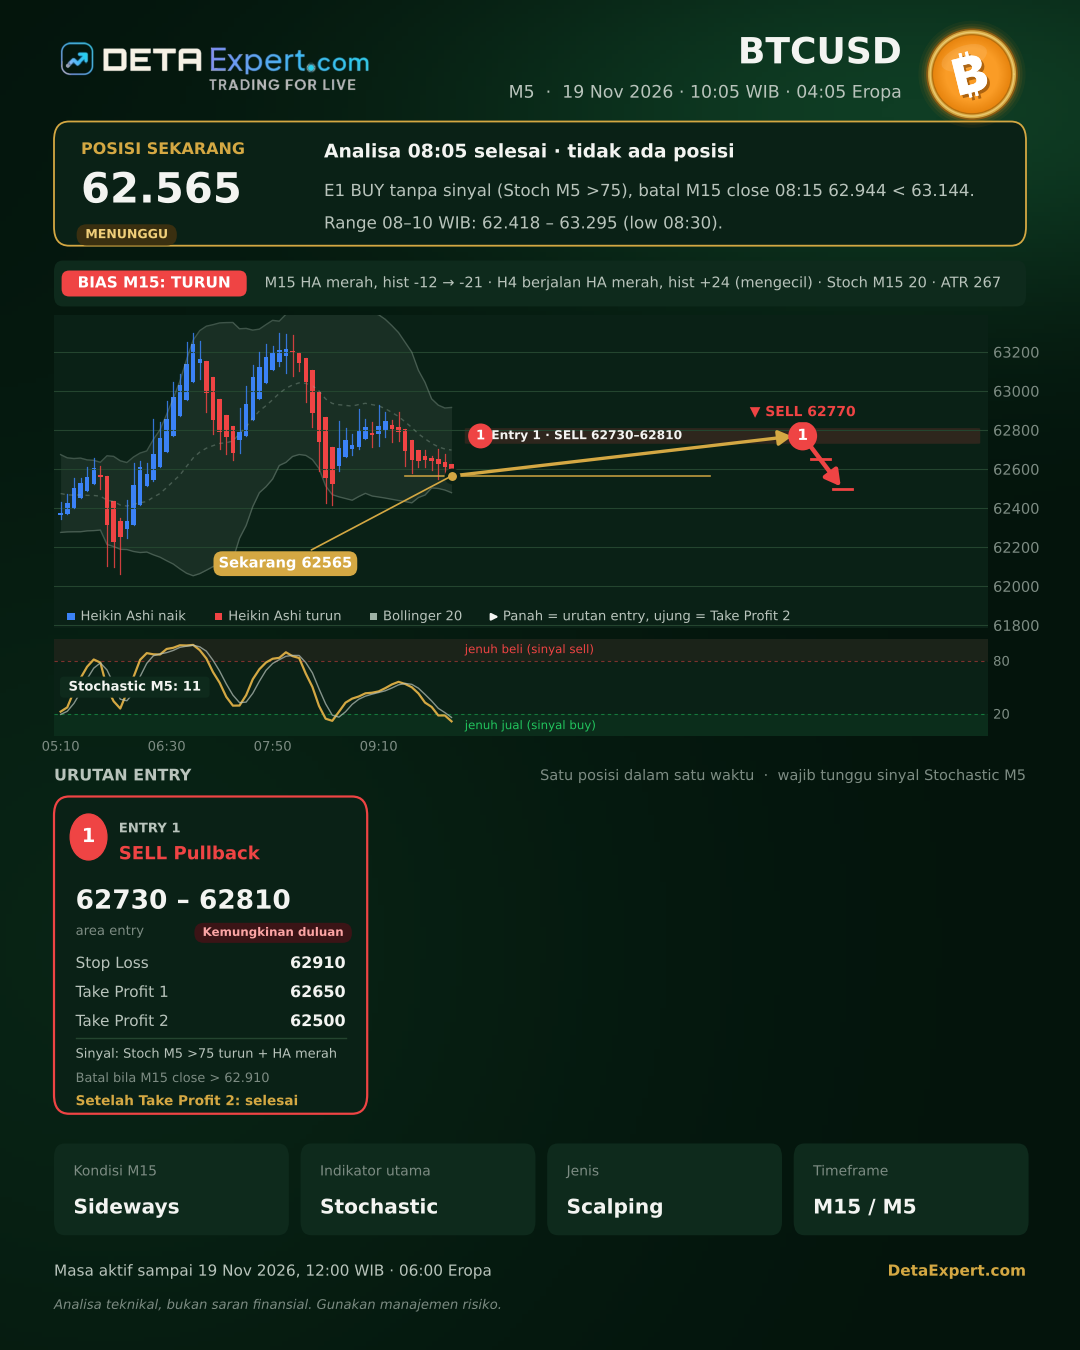 DETA Expert.com
TRADING FOR LIVE
BTCUSD
M5 · 19 Nov 2026 · 10:05 WIB · 04:05 Eropa
POSISI SEKARANG
62.565
MENUNGGU
Analisa 08:05 selesai · tidak ada posisi
E1 BUY tanpa sinyal (Stoch M5 >75), batal M15 close 08:15 62.944 < 63.144.
Range 08–10 WIB: 62.418 – 63.295 (low 08:30).
BIAS M15: TURUN
M15 HA merah, hist -12 → -21 · H4 berjalan HA merah, hist +24 (mengecil) · Stoch M15 20 · ATR 267
63200
63000
62800
62600
62400
62200
62000
61800
▼ SELL 62770
1 Entry 1 · SELL 62730–62810
1
Sekarang 62565
Heikin Ashi naik
Heikin Ashi turun
Bollinger 20
Panah = urutan entry, ujung = Take Profit 2
jenuh beli (sinyal sell)
80
Stochastic M5: 11
20
jenuh jual (sinyal buy)
05:10 06:30 07:50 09:10
URUTAN ENTRY
Satu posisi dalam satu waktu · wajib tunggu sinyal Stochastic M5
1
ENTRY 1
SELL Pullback
62730 – 62810
area entry
Kemungkinan duluan
Stop Loss 62910
Take Profit 1 62650
Take Profit 2 62500
Sinyal: Stoch M5 >75 turun + HA merah
Batal bila M15 close > 62.910
Setelah Take Profit 2: selesai
Kondisi M15
Sideways
Indikator utama
Stochastic
Jenis
Scalping
Timeframe
M15 / M5
Masa aktif sampai 19 Nov 2026, 12:00 WIB · 06:00 Eropa
DetaExpert.com
Analisa teknikal, bukan saran finansial. Gunakan manajemen risiko.